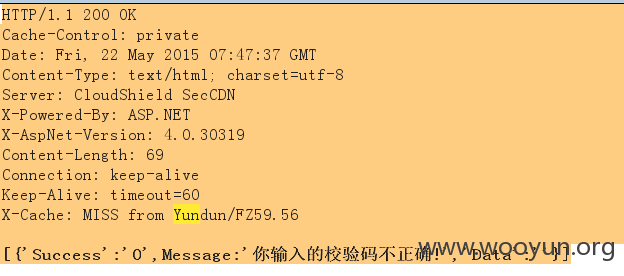 HTTP/1.1 200 OK
Cache-Control: private
Date: Fri, 22 May 2015 07:47:37 GMT
Content-Type: text/html; charset=utf-8
Server: CloudShield SecCDN
X-Powered-By: ASP.NET
X-AspNet-Version: 4.0.30319
Content-Length: 69
Connection: keep-alive
Keep-Alive: timeout=60
X-Cache: MISS from Yundun/FZ59.56
[{'Success':'0',Message:'你输入的校验码不正确!','Data':''}]
www.wooyun.org